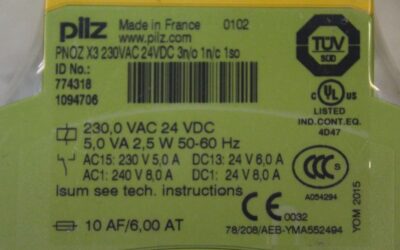 pilz
Made in France 0102
www.pilz.com
PNOZ X3 230VAC 24VDC 3n/o 1n/c 1so
ID No.:
774318
1094706
TÜV
SÜD
UL
LISTED
IND.CONT.EQ.
4D47
230,0 VAC 24 VDC
5,0 VA 2,5 W 50-60 Hz
AC15: 230 V 5,0 A DC13: 24 V 6,0 A
AC1: 240 V 8,0 A DC1: 24 V 8,0 A
Isum see tech. instructions
CCC
S
A054294
YOM 2015
10 AF/6,00 AT
CE 0032
78/208/AEB-YMA552494